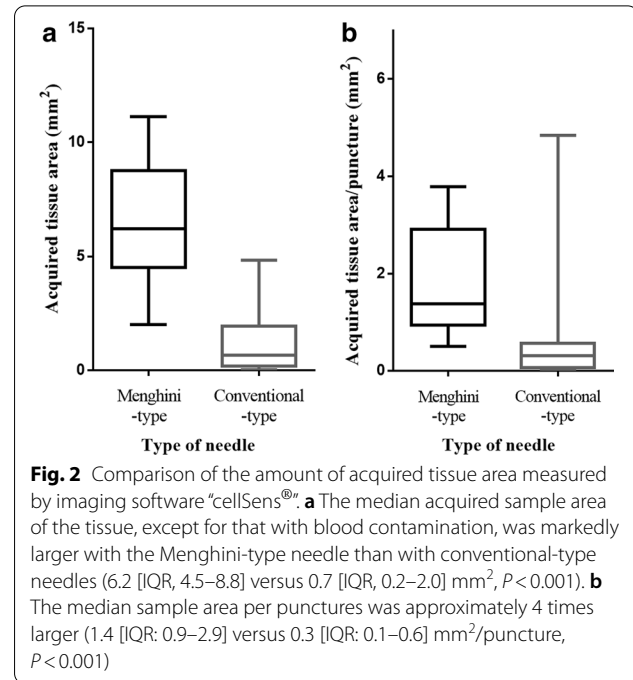 a
b
15
10
5
0
Acquired tissue area (mm²)
Menghini
-type
Conventional
-type
Type of needle
6
4
2
0
Acquired tissue area/puncture (mm²)
Menghini
-type
Conventional
-type
Type of needle
Fig. 2 Comparison of the amount of acquired tissue area measured
by imaging software "cellSens®". a The median acquired sample area
of the tissue, except for that with blood contamination, was markedly
larger with the Menghini-type needle than with conventional-type
needles (6.2 [IQR, 4.5–8.8] versus 0.7 [IQR, 0.2–2.0] mm², P < 0.001). b
The median sample area per punctures was approximately 4 times
larger (1.4 [IQR: 0.9–2.9] versus 0.3 [IQR: 0.1–0.6] mm²/puncture,
P < 0.001)